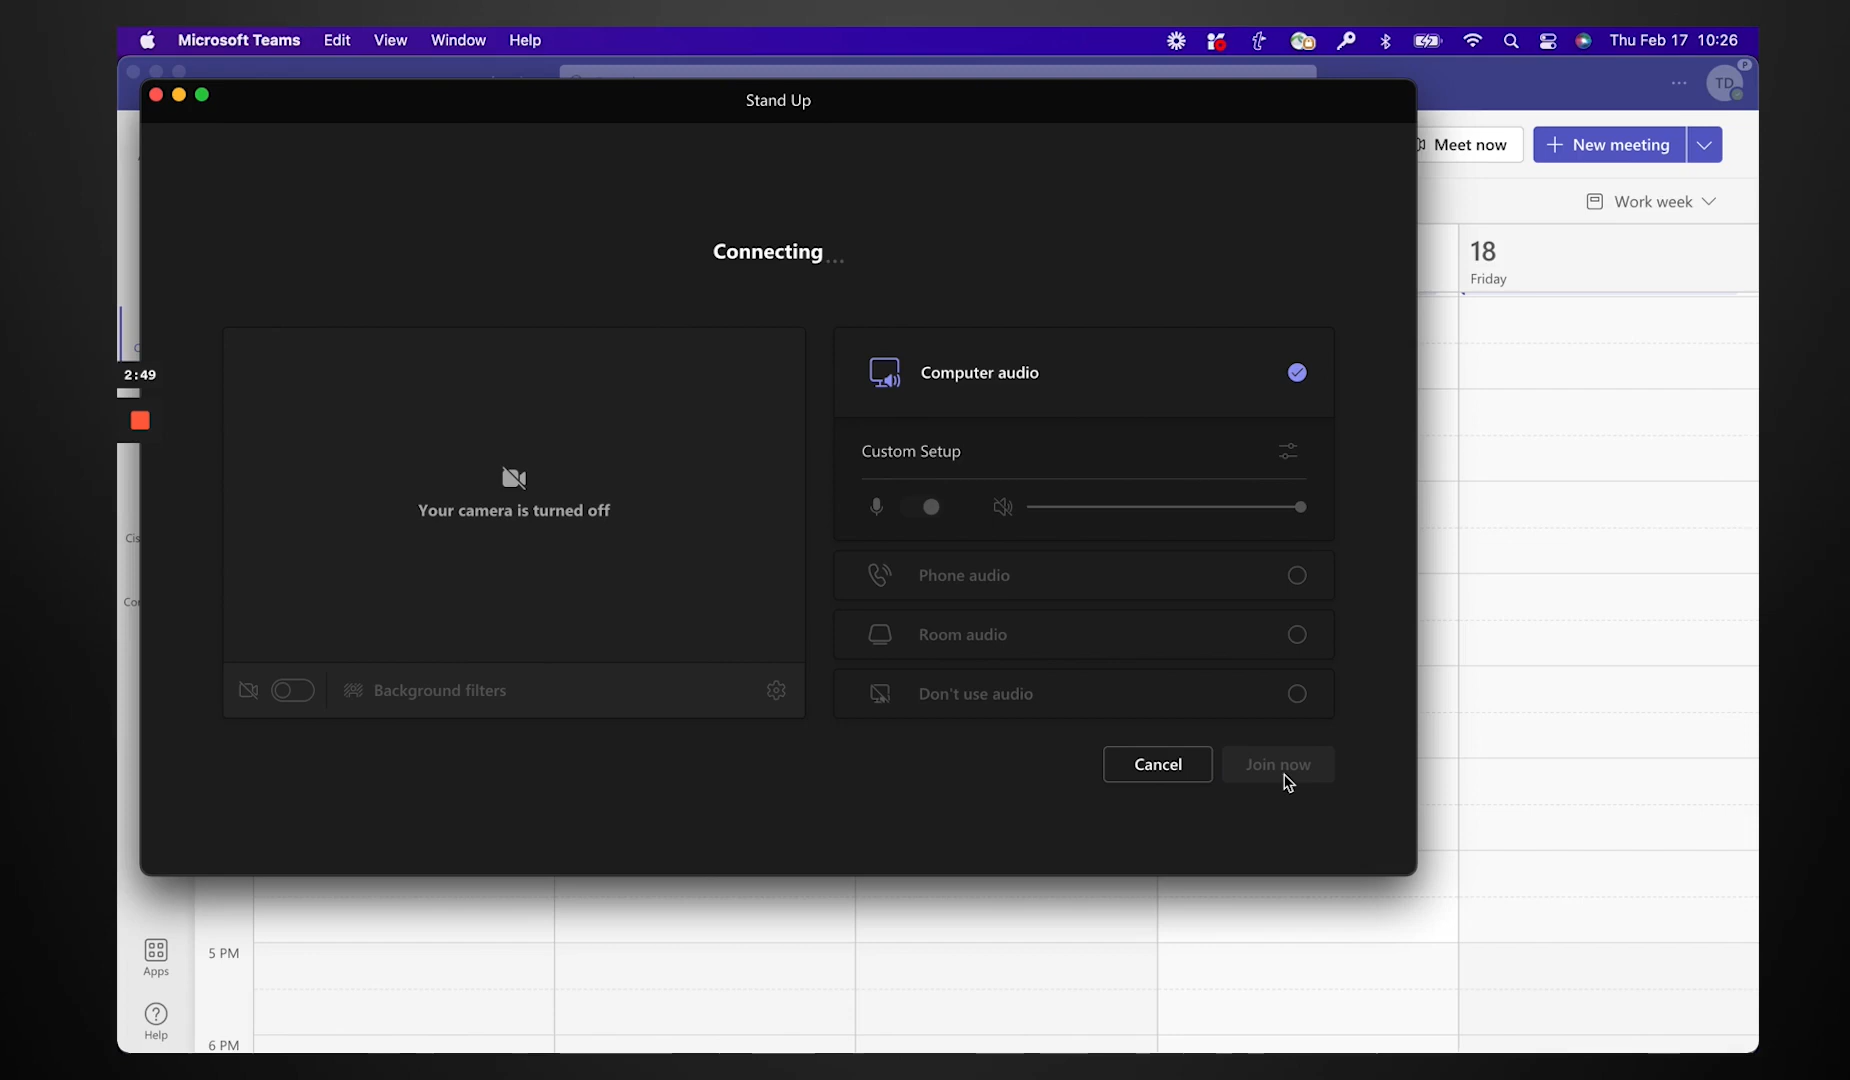 Microsoft Teams Edit View Window Help Thu Feb 17 10:26
Stand Up
TD
P
Meet now
New meeting
Work week
18
Friday
Connecting...
2:49
Computer audio
Custom Setup
Your camera is turned off
Phone audio
Room audio
Don't use audio
Background filters
Cancel
Join now
Apps
Help
5 PM
6 PM